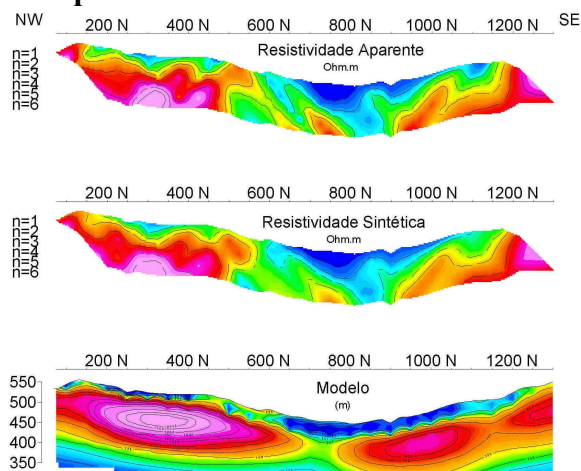 NW 200 N 400 N 600 N 800 N 1000 N 1200 N SE
Resistividade Aparente
Ohm.m
n=1
n=2
n=3
n=4
n=5
n=6
200 N 400 N 600 N 800 N 1000 N 1200 N
Resistividade Sintética
Ohm.m
n=1
n=2
n=3
n=4
n=5
n=6
200 N 400 N 600 N 800 N 1000 N 1200 N
Modelo
(m)
550
500
450
400
350